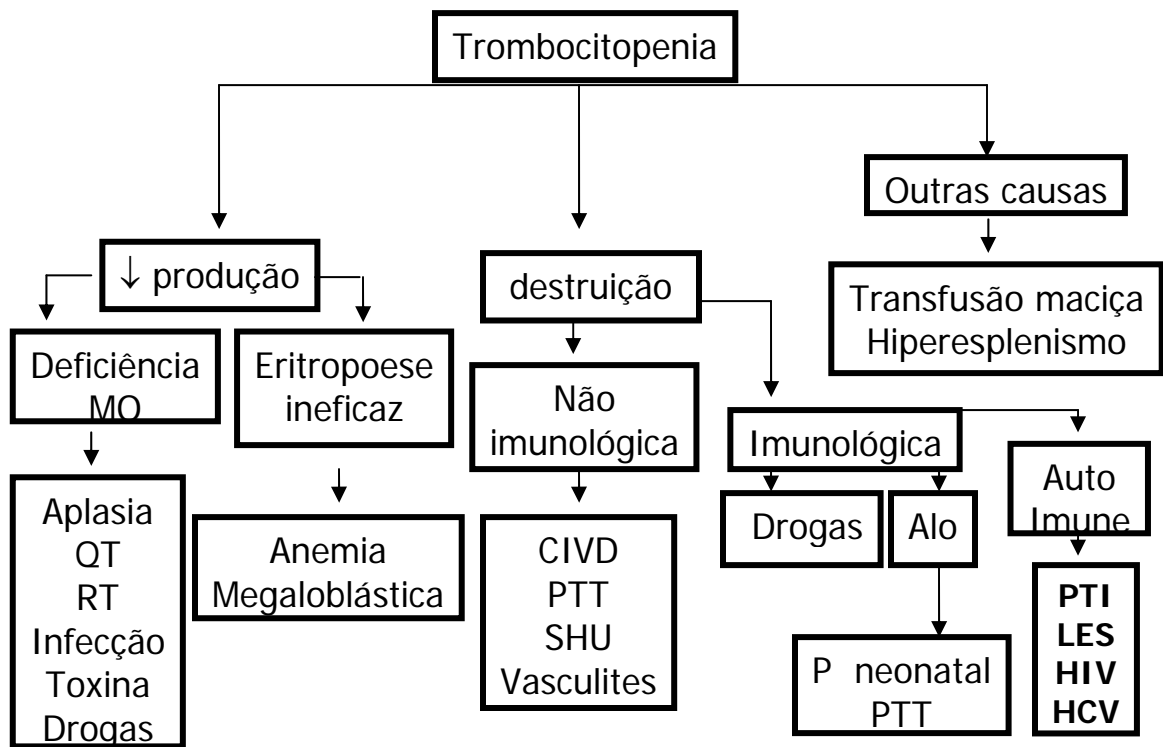 Trombocitopenia
Outras causas
Transfusão maciça
Hiperesplenismo
↓ produção
Deficiência
MO
Aplasia
QT
RT
Infecção
Toxina
Drogas
Eritropoese
ineficaz
Anemia
Megaloblástica
destruição
Não
imunológica
CIVD
PTT
SHU
Vasculites
Imunológica
Drogas
Alo
P neonatal
PTT
Auto
Imune
PTI
LES
HIV
HCV